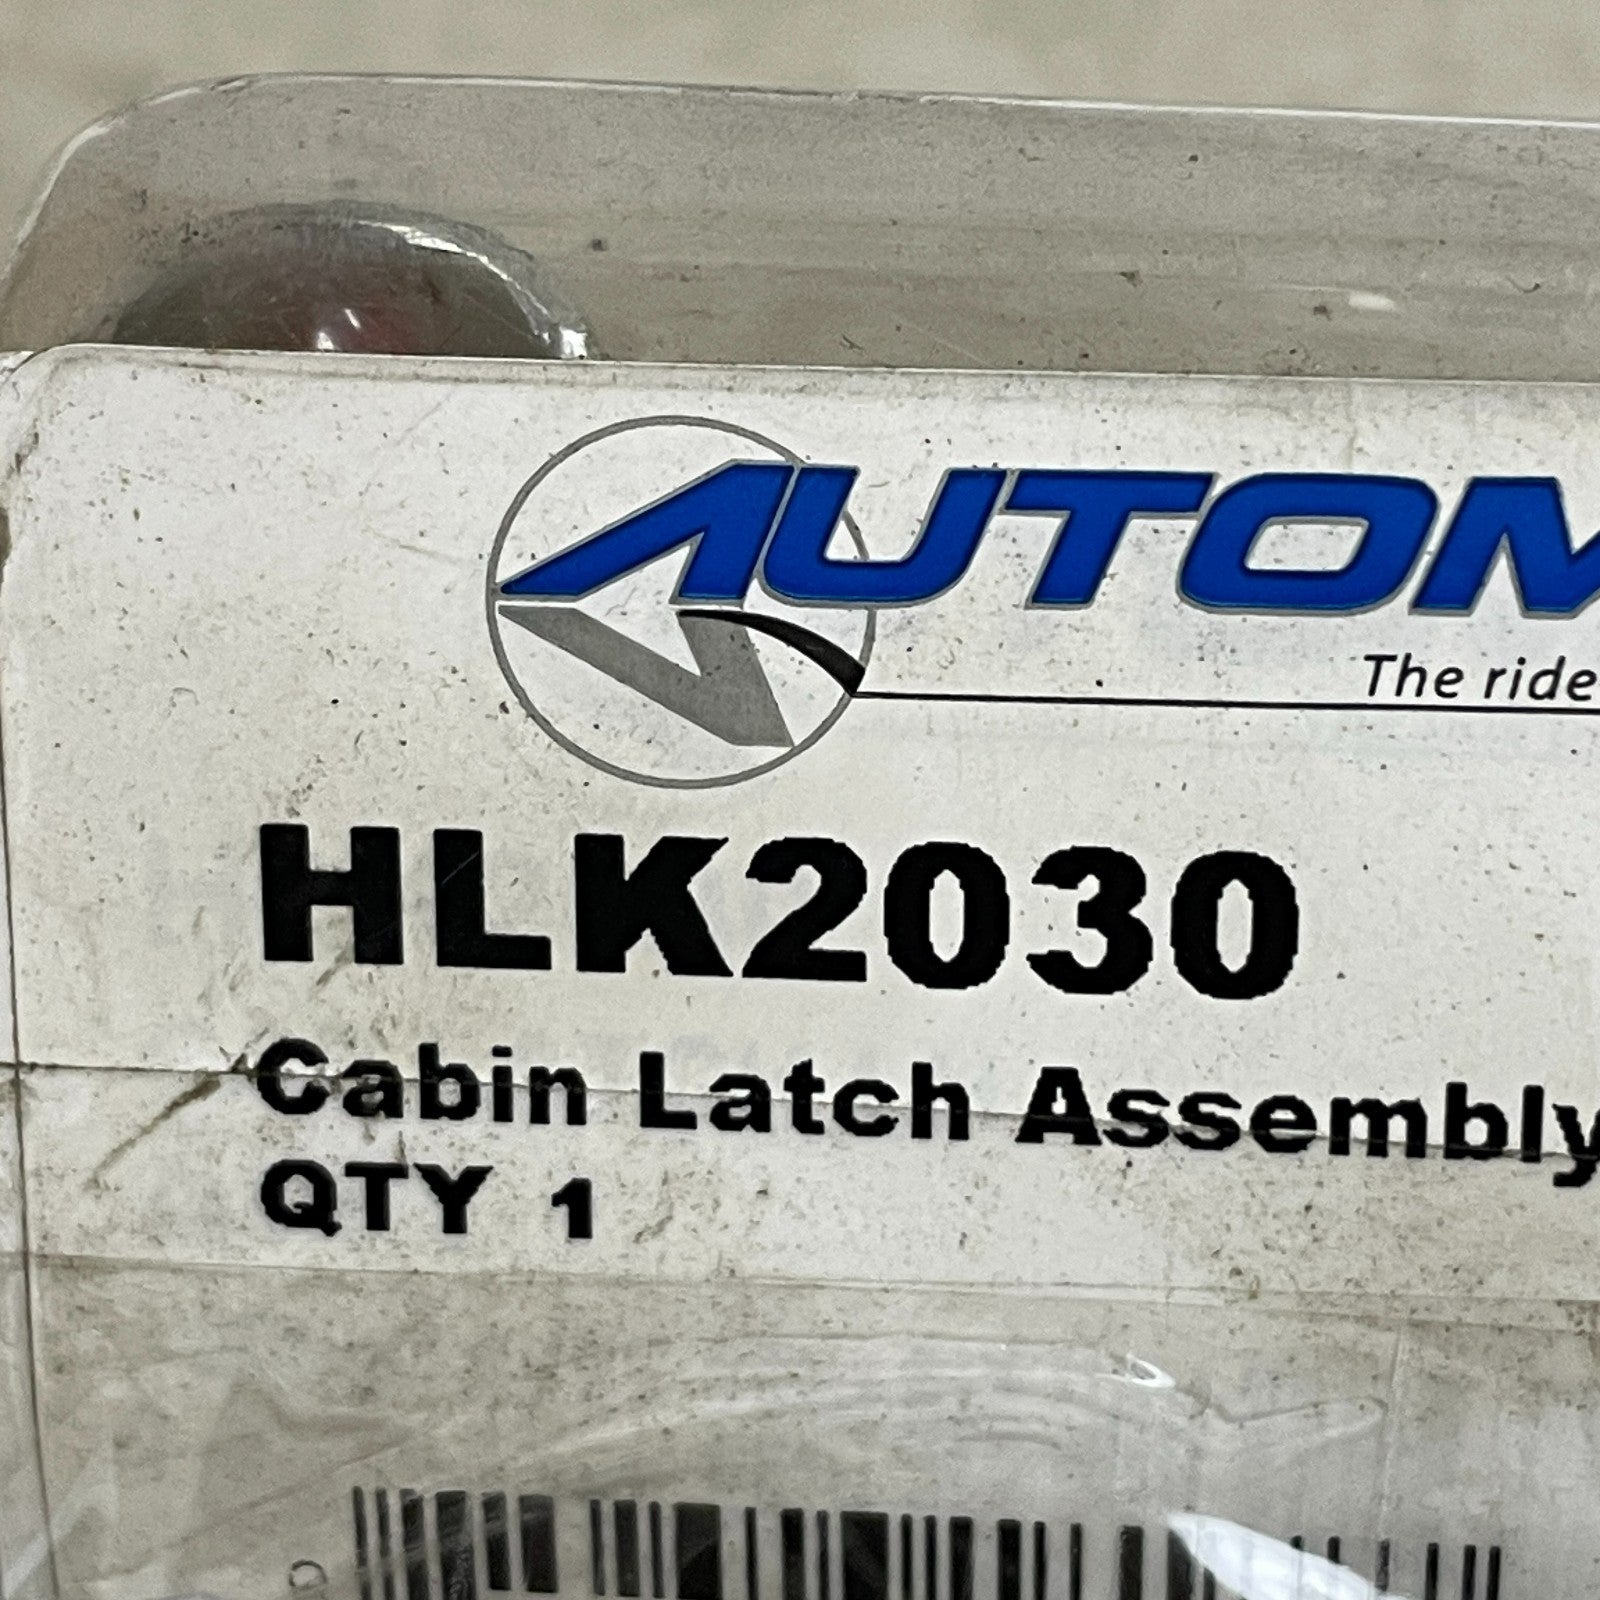 AUTOM
The ride
HLK2030
Cabin Latch Assembly
QTY 1